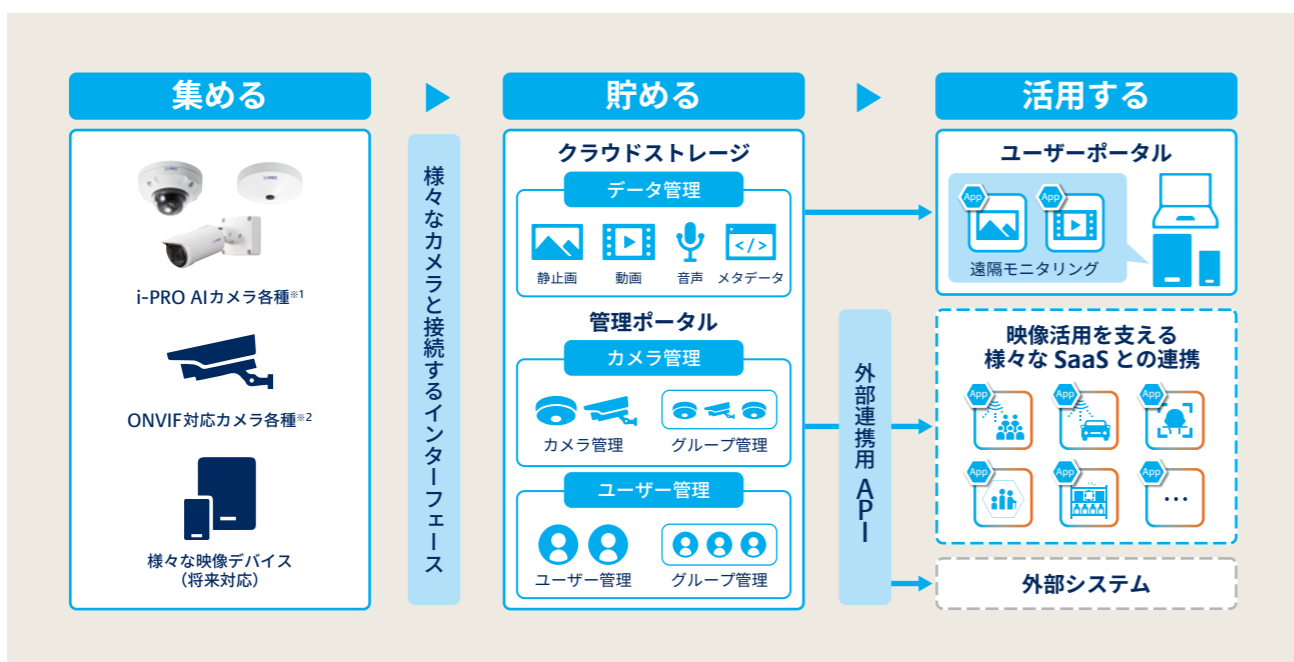 集める
i-PRO
i-PRO
i-PRO AIカメラ各種※1
ONVIF対応カメラ各種※2
様々な映像デバイス
(将来対応)
様々なカメラと接続するインターフェース
貯める
クラウドストレージ
データ管理
</>
静止画 動画 音声 メタデータ
管理ポータル
カメラ管理
カメラ管理 グループ管理
ユーザー管理
ユーザー管理 グループ管理
外部連携用 API
活用する
ユーザーポータル
App App
遠隔モニタリング
映像活用を支える
様々な SaaS との連携
App App App
App App App
...
外部システム